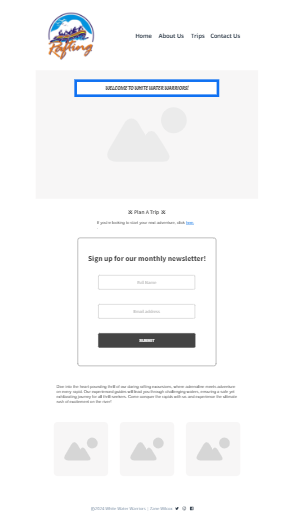 Rafting
Home About Us Trips Contact Us
WELCOME TO WHITE WATER WARRIORS!
Plan A Trip
If you're looking to start your next adventure, click here.
Sign up for our monthly newsletter!
Full Name
Email Address
SUBMIT
Dive into the heart-pounding thrill of our daring rafting excursions, where adrenaline meets adventure
on every rapid. Our experienced guides will lead you through challenging waters, ensuring a safe yet
exhilarating journey for all thrill-seekers. Come conquer the rapids with us and experience the ultimate
rush of excitement on the river!
©2024 White Water Warriors